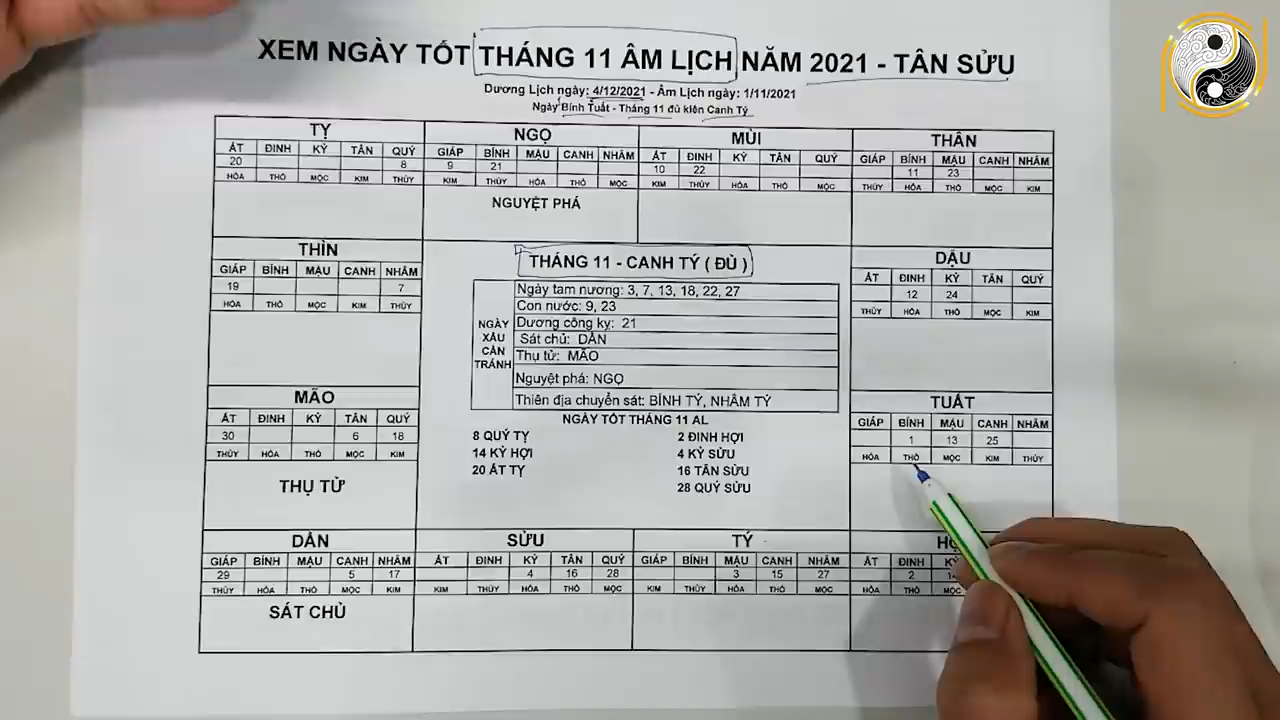 XEM NGÀY TỐT THÁNG 11 ÂM LỊCH NĂM 2021 - TÂN SỬU
Dương Lịch ngày: 4/12/2021 - Âm Lịch ngày: 1/11/2021
Ngày Bính Tuất - Tháng 11 đủ kiến Canh Tý
TỴ
ẤT ĐINH KỶ TÂN QUÝ
20 8
HỎA THỔ MỘC KIM THỦY
NGỌ
GIÁP BÍNH MẬU CANH NHÂM
9 21
KIM THỦY HỎA THỔ MỘC
NGUYỆT PHÁ
MÙI
ẤT ĐINH KỶ TÂN QUÝ
10 22
KIM THỦY HỎA THỔ MỘC
THÂN
GIÁP BÍNH MẬU CANH NHÂM
11 23
THỦY HỎA THỔ MỘC KIM
THÌN
GIÁP BÍNH MẬU CANH NHÂM
19 7
HỎA THỔ MỘC KIM THỦY
THÁNG 11 - CANH TÝ ( ĐỦ )
NGÀY XẤU CẦN TRÁNH
Ngày tam nương: 3, 7, 13, 18, 22, 27
Con nước: 9, 23
Dương công kỵ: 21
Sát chủ: DẦN
Thụ tử: MÃO
Nguyệt phá: NGỌ
Thiên địa chuyển sát: BÍNH TÝ, NHÂM TÝ
NGÀY TỐT THÁNG 11 AL
8 QUÝ TỴ 2 ĐINH HỢI
14 KỶ HỢI 4 KỶ SỬU
20 ẤT TỴ 16 TÂN SỬU
28 QUÝ SỬU
DẬU
ẤT ĐINH KỶ TÂN QUÝ
12 24
THỦY HỎA THỔ MỘC KIM
MÃO
ẤT ĐINH KỶ TÂN QUÝ
30 6 18
THỦY HỎA THỔ MỘC KIM
THỤ TỬ
TUẤT
GIÁP BÍNH MẬU CANH NHÂM
1 13 25
HỎA THỔ MỘC KIM THỦY
DẦN
GIÁP BÍNH MẬU CANH NHÂM
29 5 17
THỦY HỎA THỔ MỘC KIM
SÁT CHỦ
SỬU
ẤT ĐINH KỶ TÂN QUÝ
4 16 28
KIM THỦY HỎA THỔ MỘC
TÝ
GIÁP BÍNH MẬU CANH NHÂM
3 15 27
KIM THỦY HỎA THỔ MỘC
ẤT ĐINH KỶ
2
HỎA THỔ